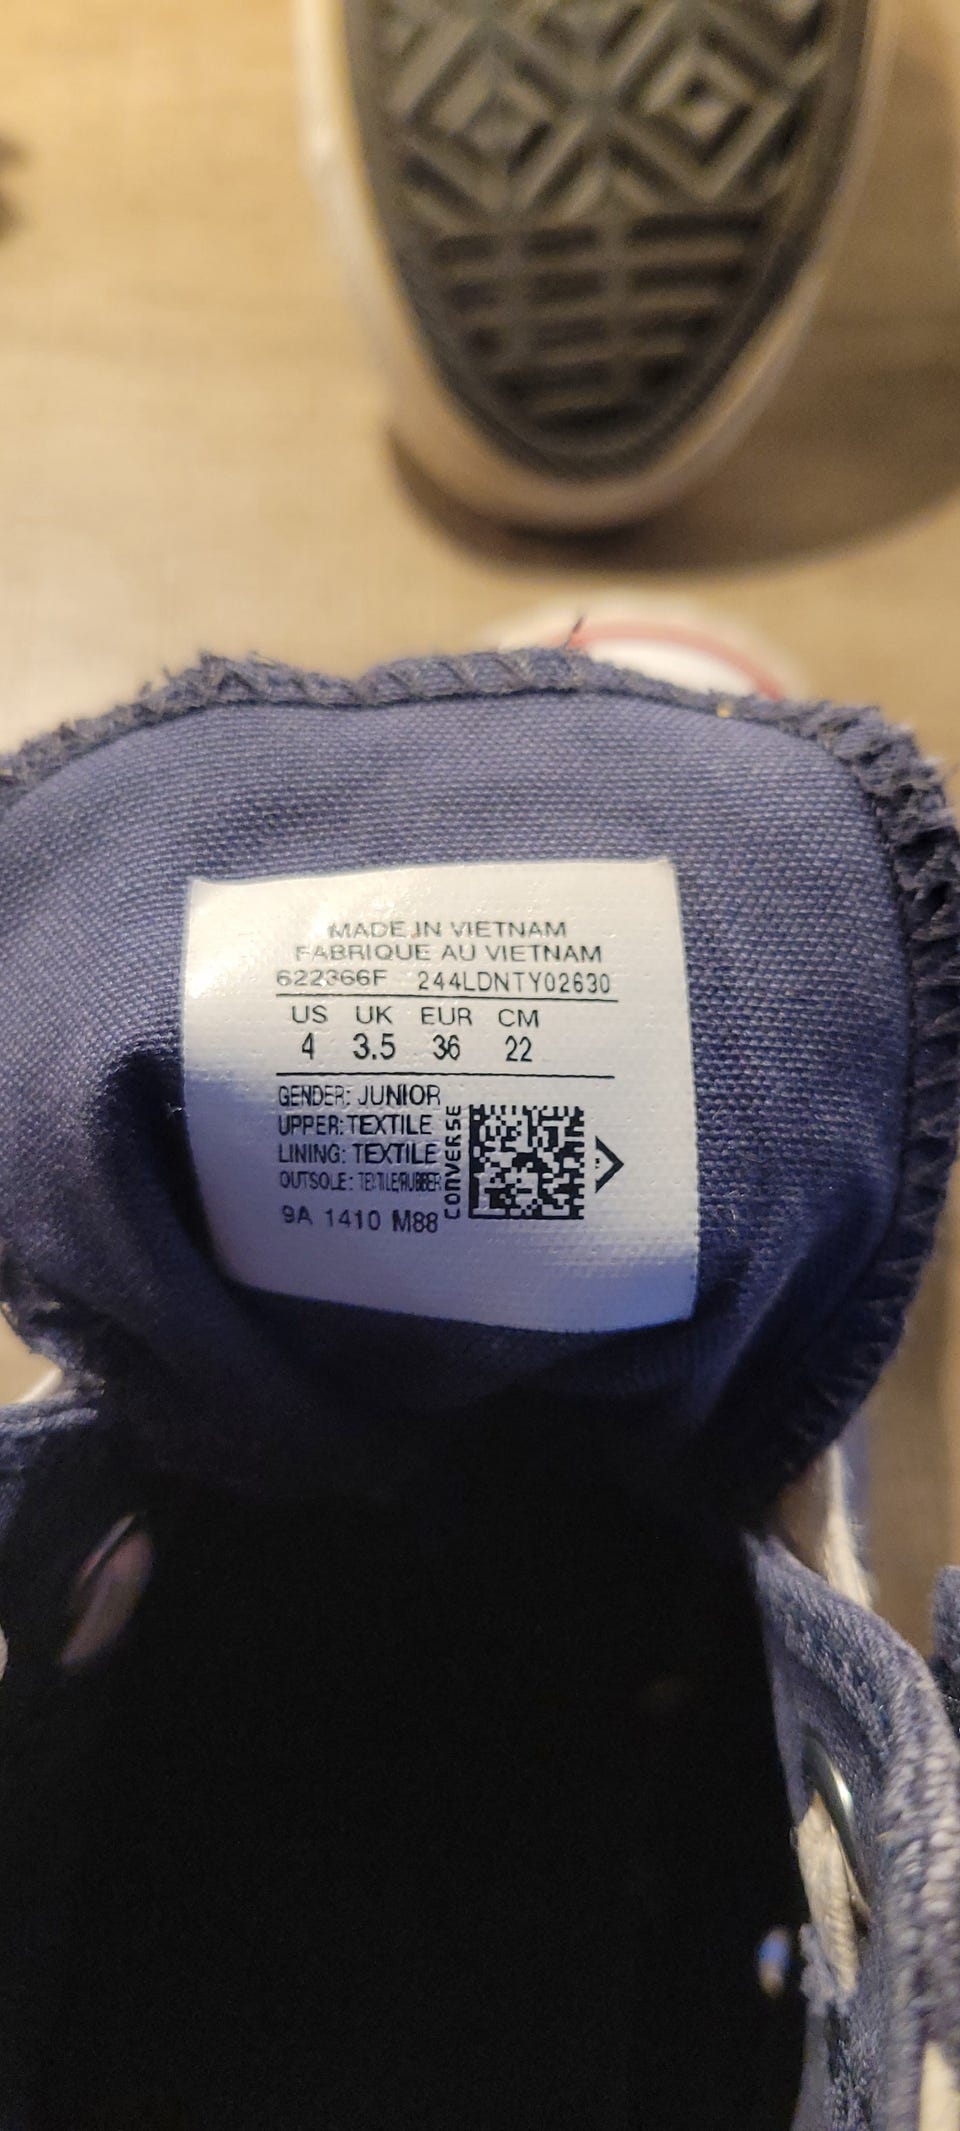 MADE IN VIETNAM
FABRIQUE AU VIETNAM
622366F 244LDNTY02630
US UK EUR CM
4 3.5 36 22
GENDER: JUNIOR
UPPER: TEXTILE
LINING: TEXTILE
OUTSOLE: TEXTILE/RUBBER
9A 1410 M88
CONVERSE